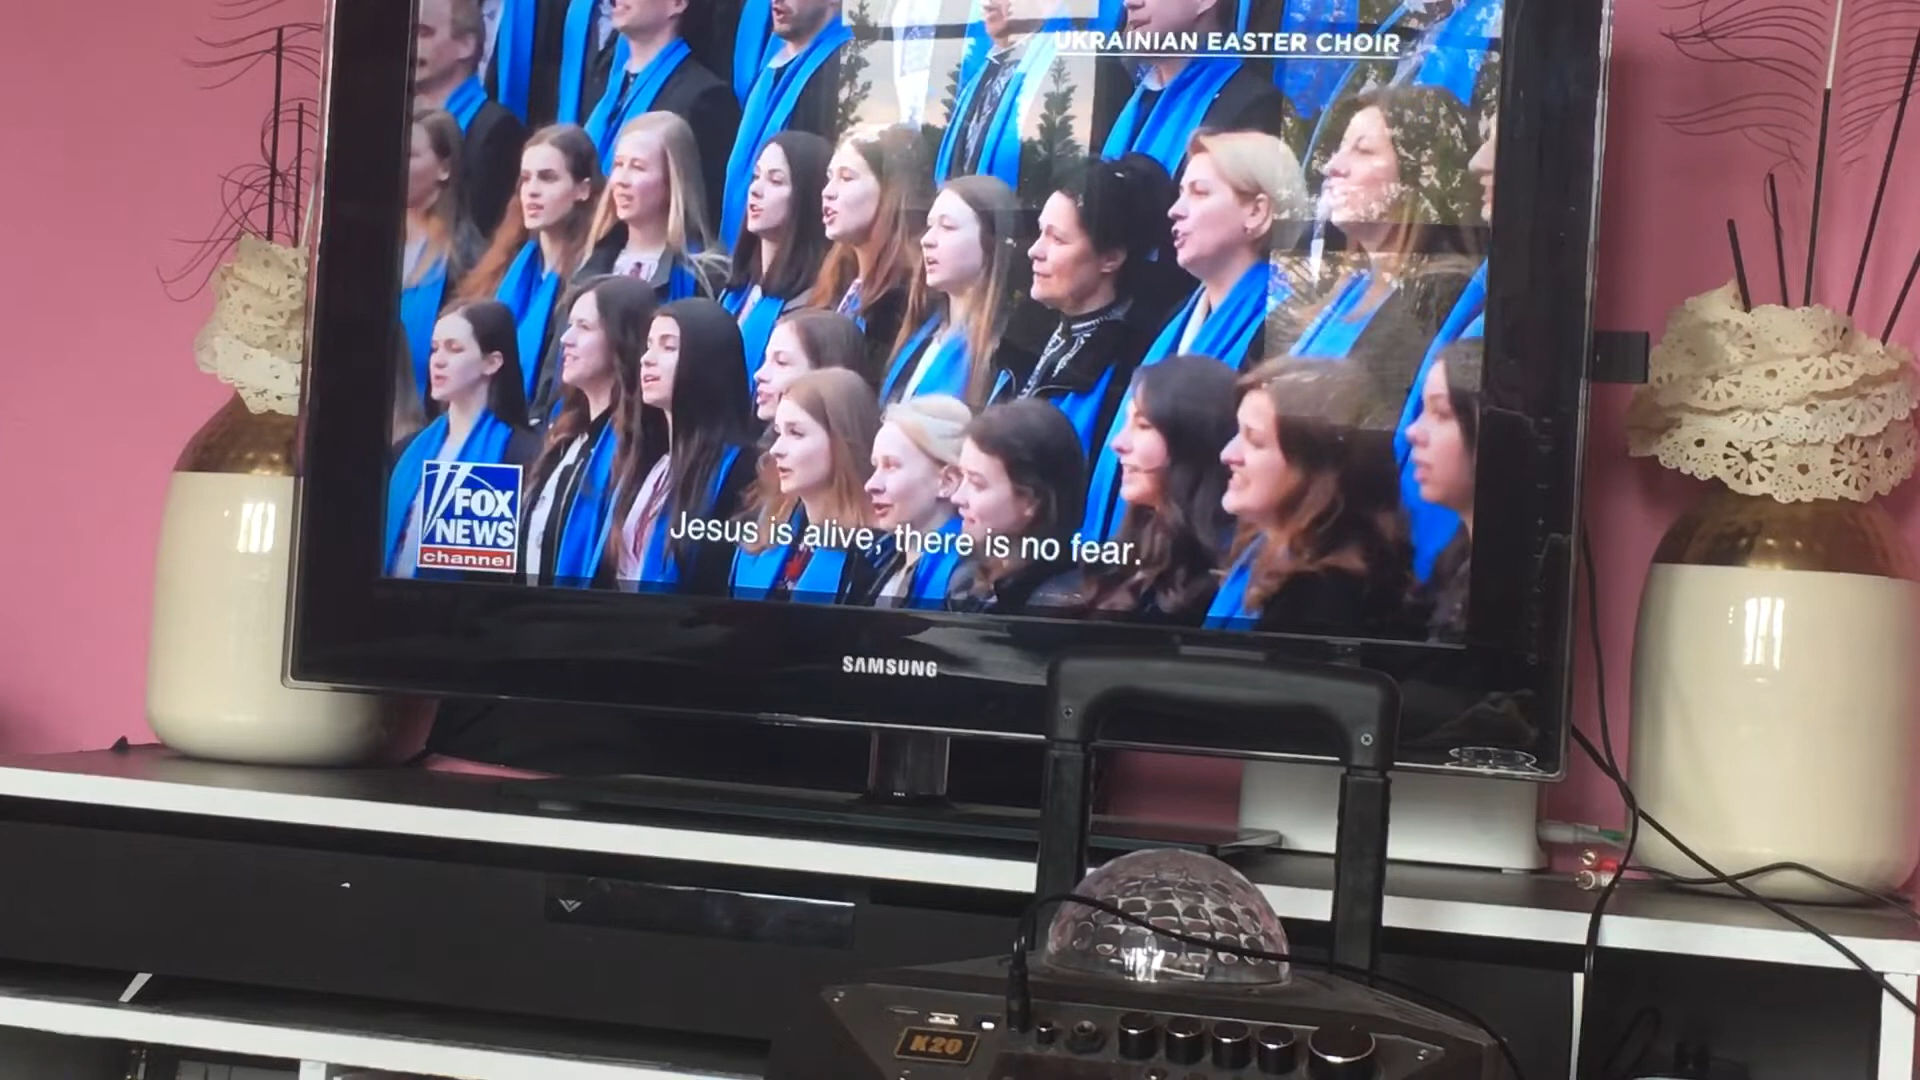 UKRAINIAN EASTER CHOIR
FOX
NEWS
channel
Jesus is alive, there is no fear.
SAMSUNG
K20